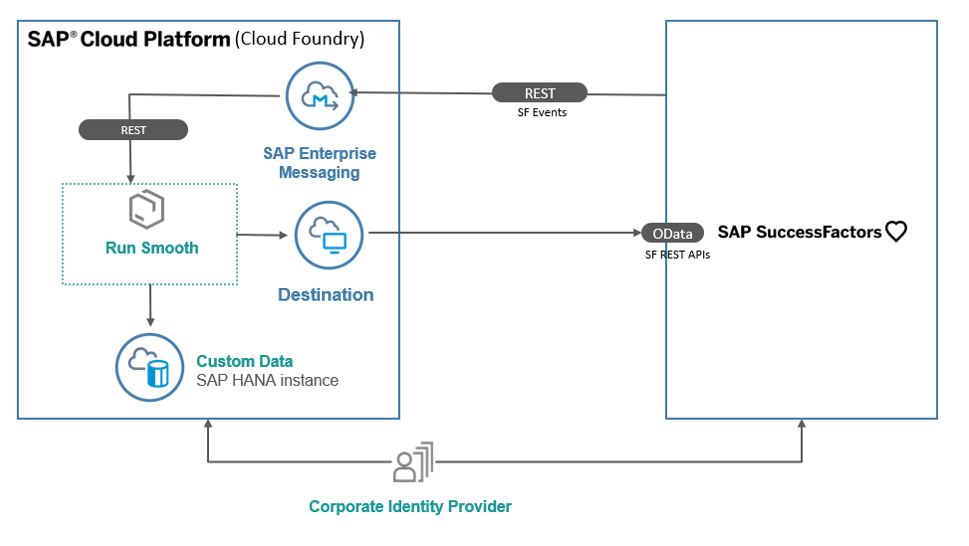 SAP® Cloud Platform (Cloud Foundry)
REST
SF Events
REST
SAP Enterprise
Messaging
Run Smooth
OData
SF REST APIs
SAP SuccessFactors
Destination
Custom Data
SAP HANA instance
Corporate Identity Provider